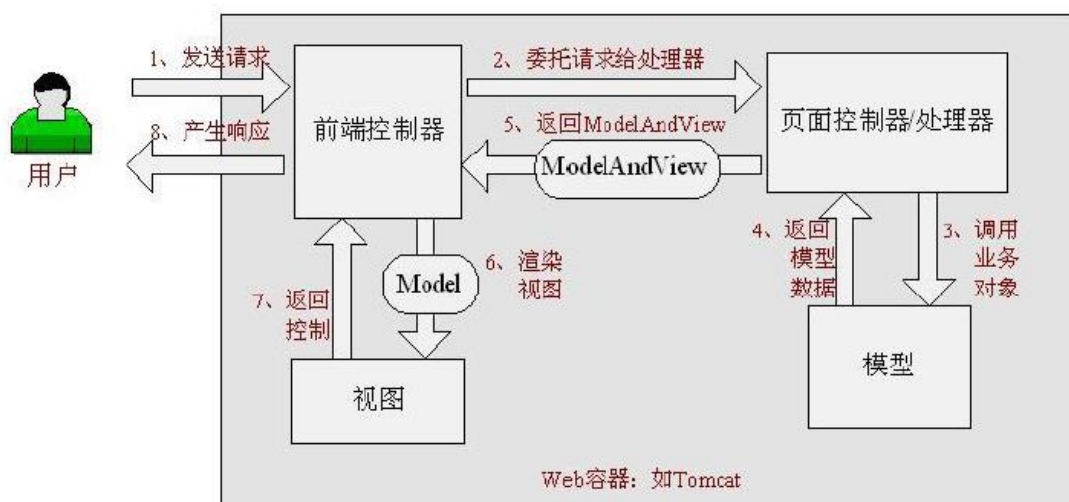 1、发送请求
2、委托请求给处理器
8、产生响应
用户
前端控制器
5、返回ModelAndView
ModelAndView
页面控制器/处理器
4、返回
模型
数据
3、调用
业务
对象
6、渲染
视图
Model
7、返回
控制
视图
模型
Web容器：如Tomcat